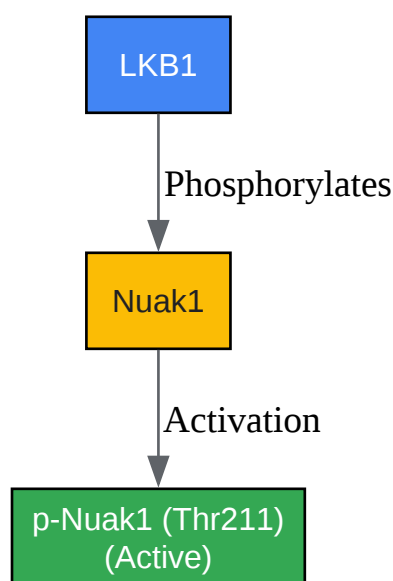 LKB1
Phosphorylates
Nuak1
Activation
p-Nuak1 (Thr211)
(Active)